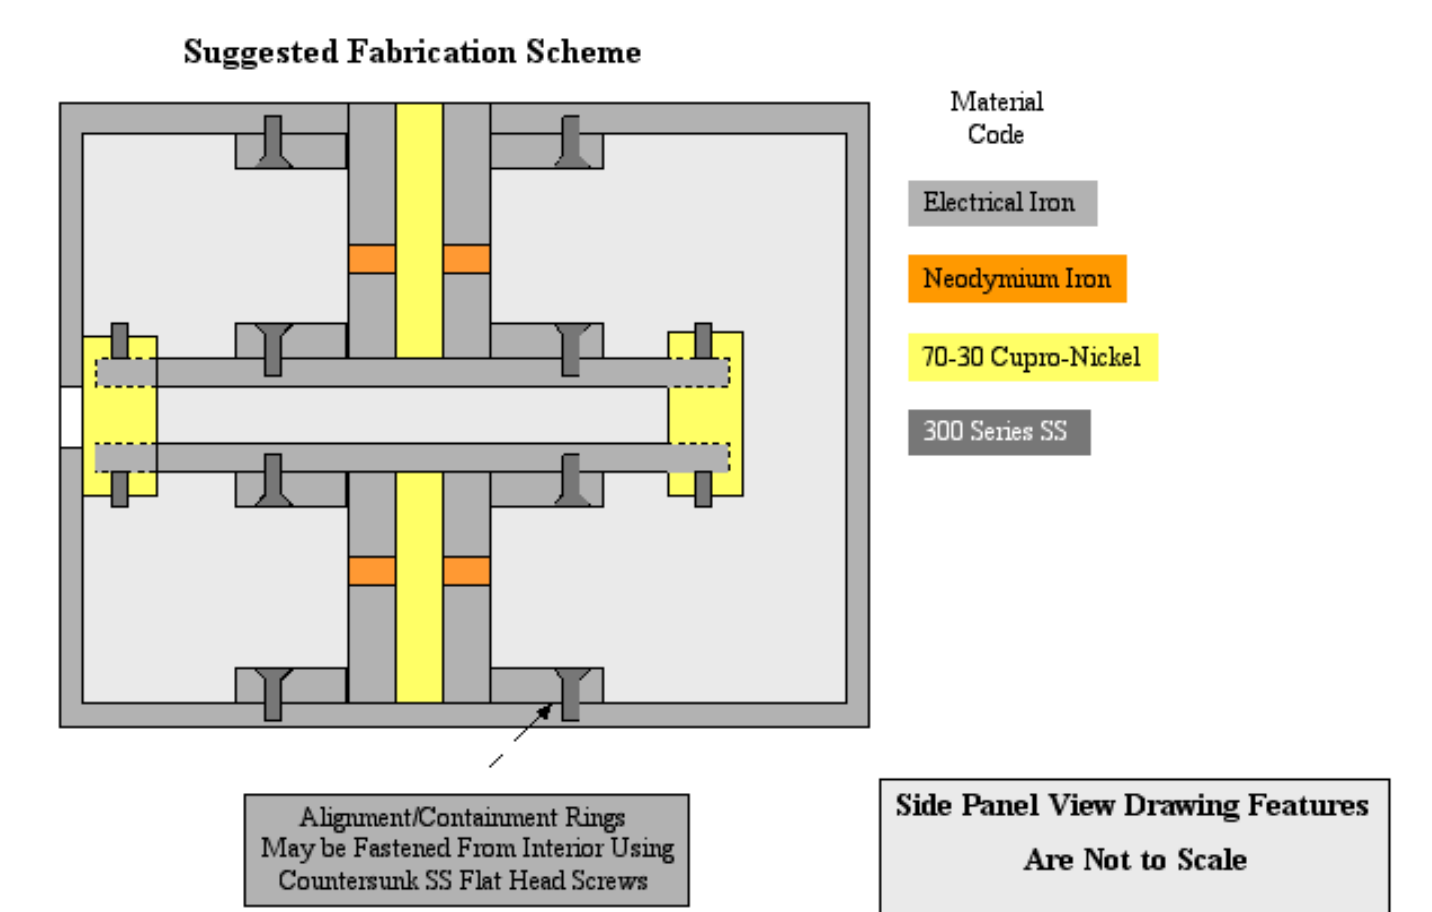 Suggested Fabrication Scheme
Material
Code
Electrical Iron
Neodymium Iron
70-30 Cupro-Nickel
300 Series SS
Alignment/Containment Rings
May be Fastened From Interior Using
Countersunk SS Flat Head Screws
Side Panel View Drawing Features
Are Not to Scale